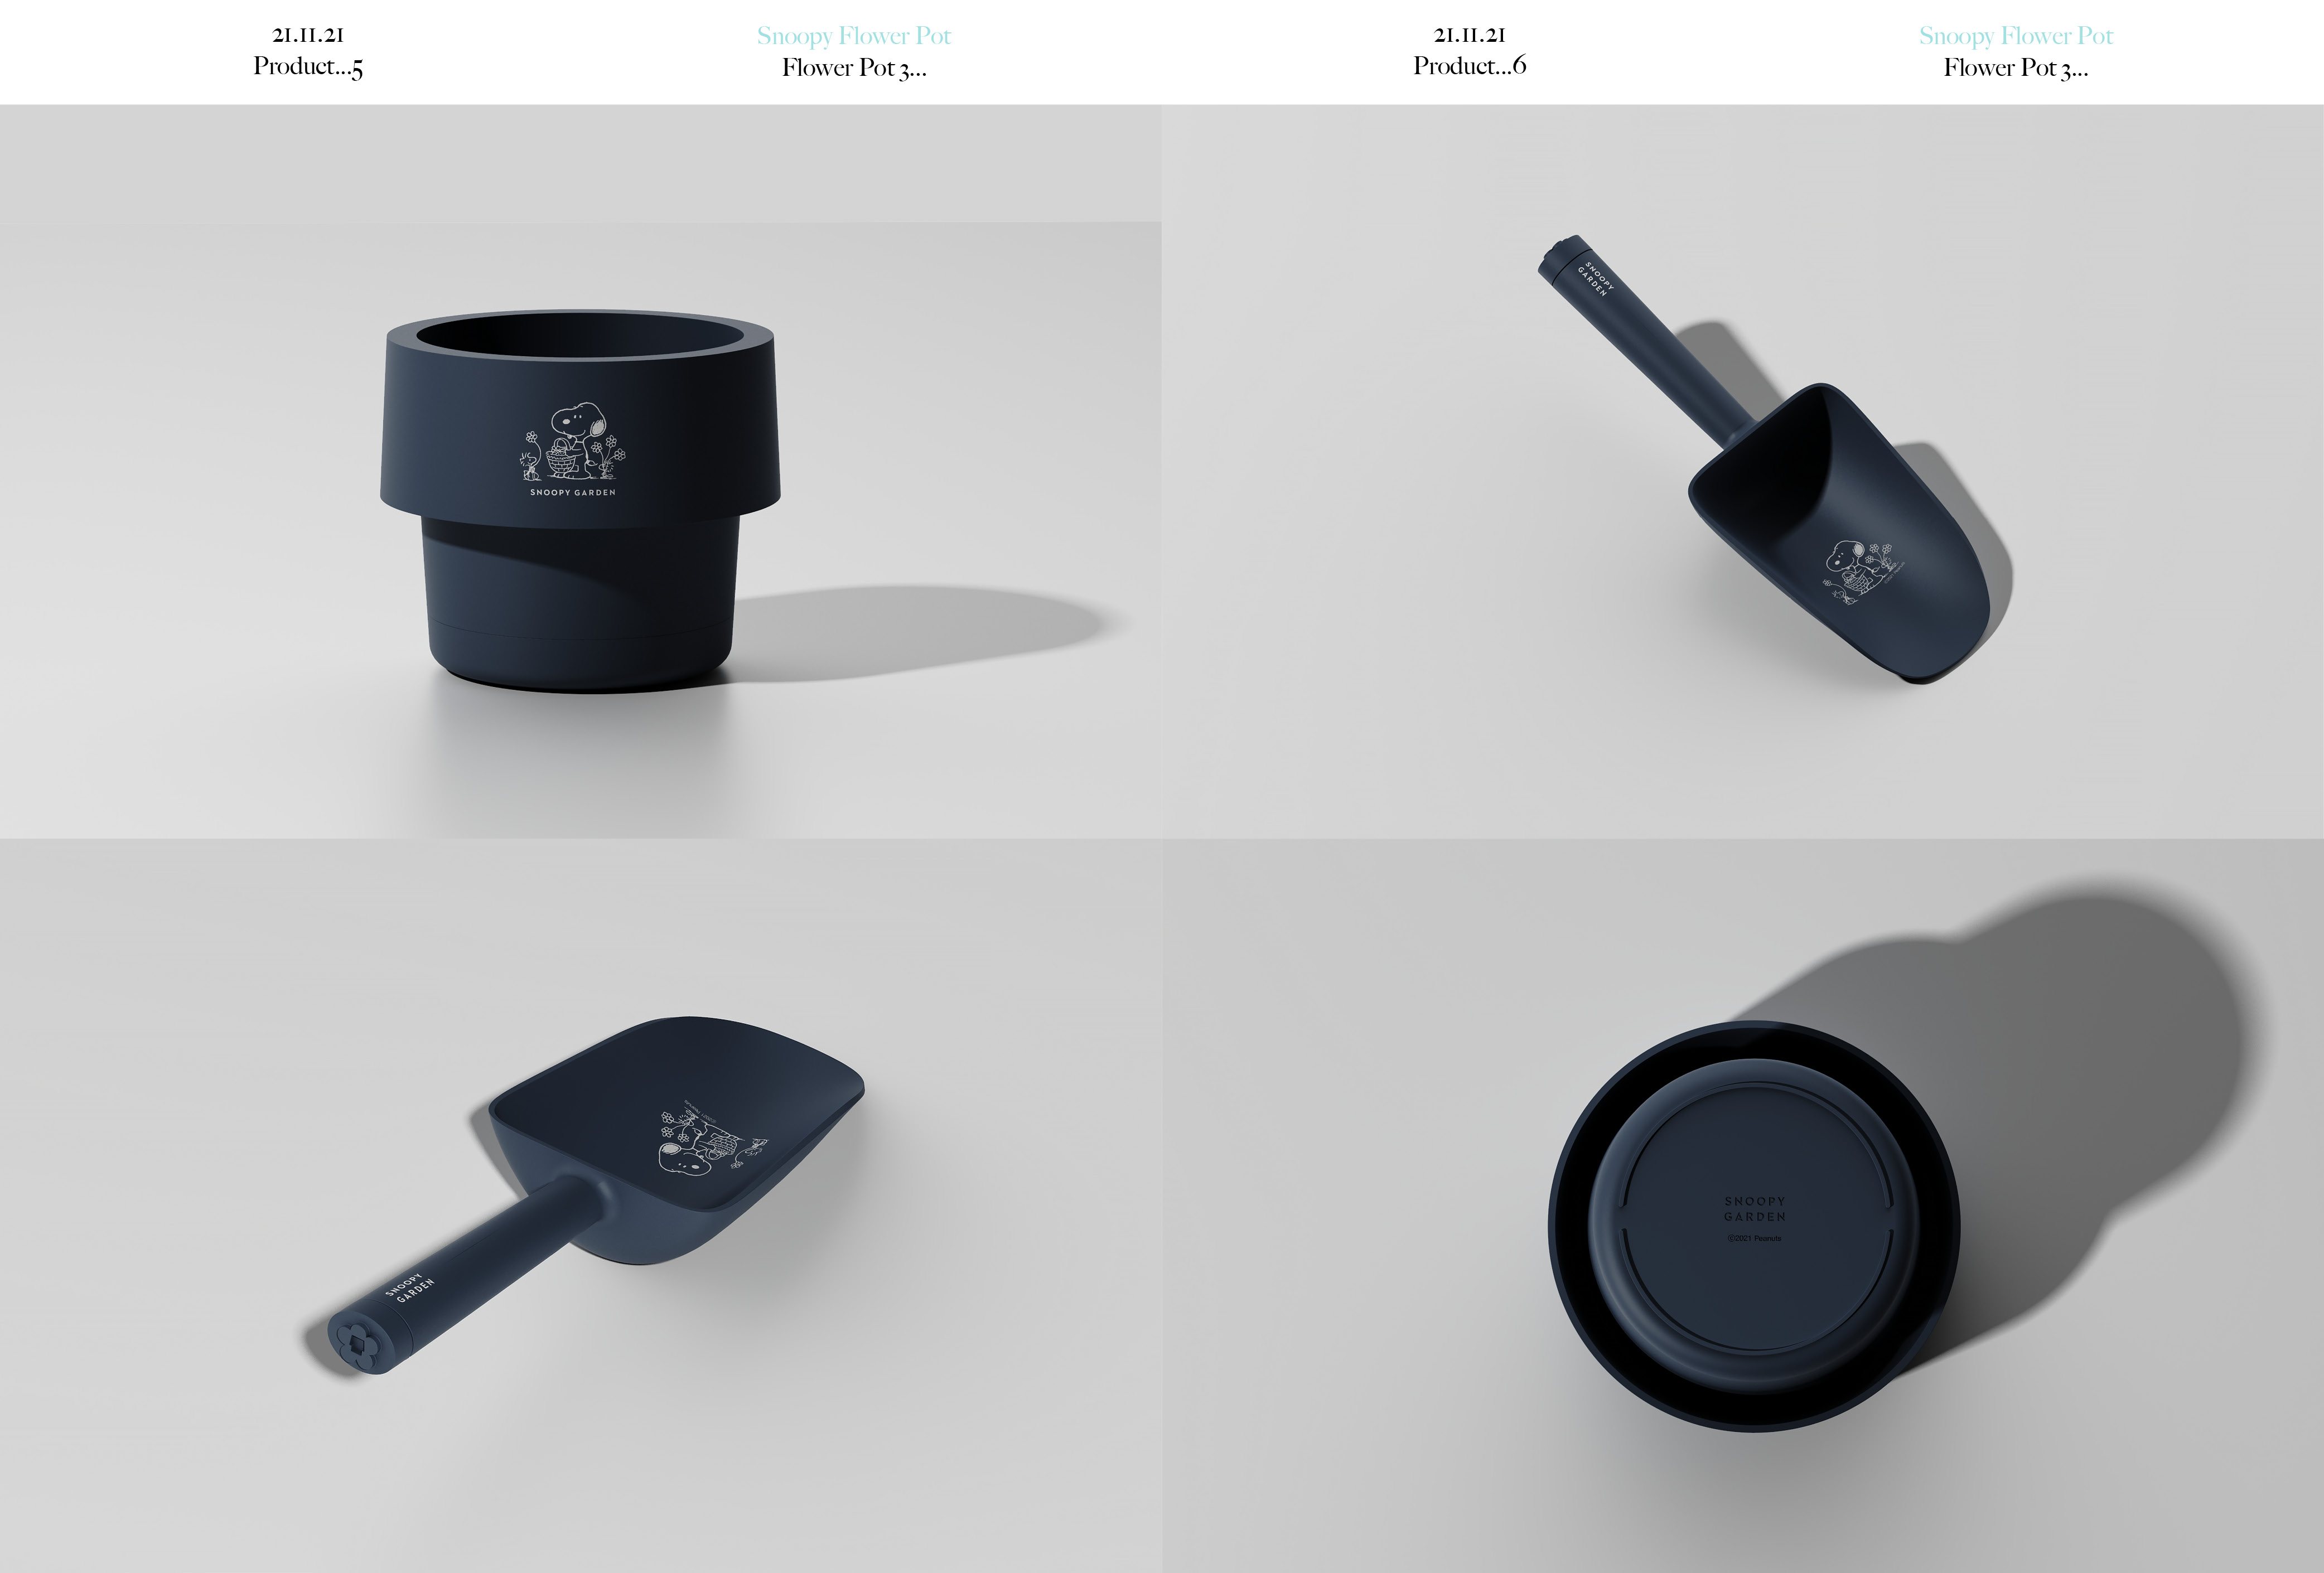 21.11.21
Product...5
Snoopy Flower Pot
Flower Pot 3...
21.11.21
Product...6
Snoopy Flower Pot
Flower Pot 3...
SNOOPY GARDEN
SNOOPY
GARDEN
SNOOPY
GARDEN
SNOOPY
GARDEN
©2021 Peanuts